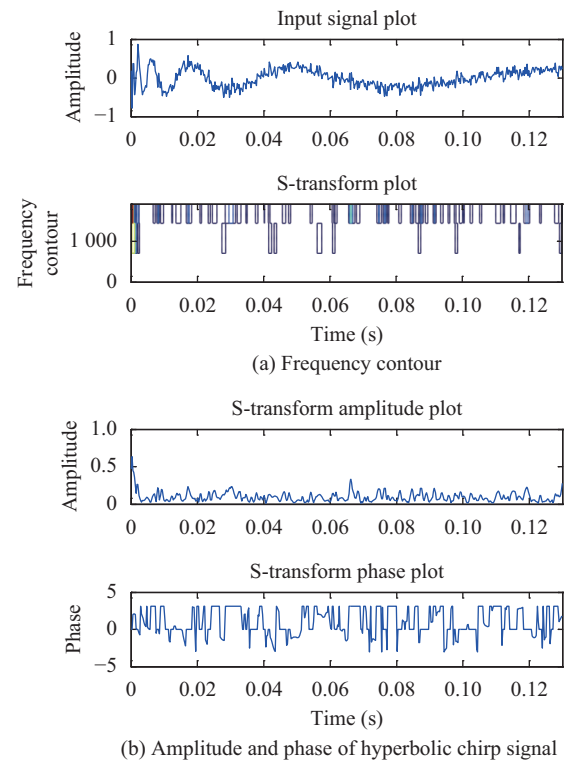 Input signal plot
Amplitude
1
0
−1
0 0.02 0.04 0.06 0.08 0.10 0.12
S-transform plot
Frequency
contour
1 000
0
0 0.02 0.04 0.06 0.08 0.10 0.12
Time (s)
(a) Frequency contour
S-transform amplitude plot
Amplitude
1.0
0.5
0
0 0.02 0.04 0.06 0.08 0.10 0.12
S-transform phase plot
Phase
5
0
−5
0 0.02 0.04 0.06 0.08 0.10 0.12
Time (s)
(b) Amplitude and phase of hyperbolic chirp signal